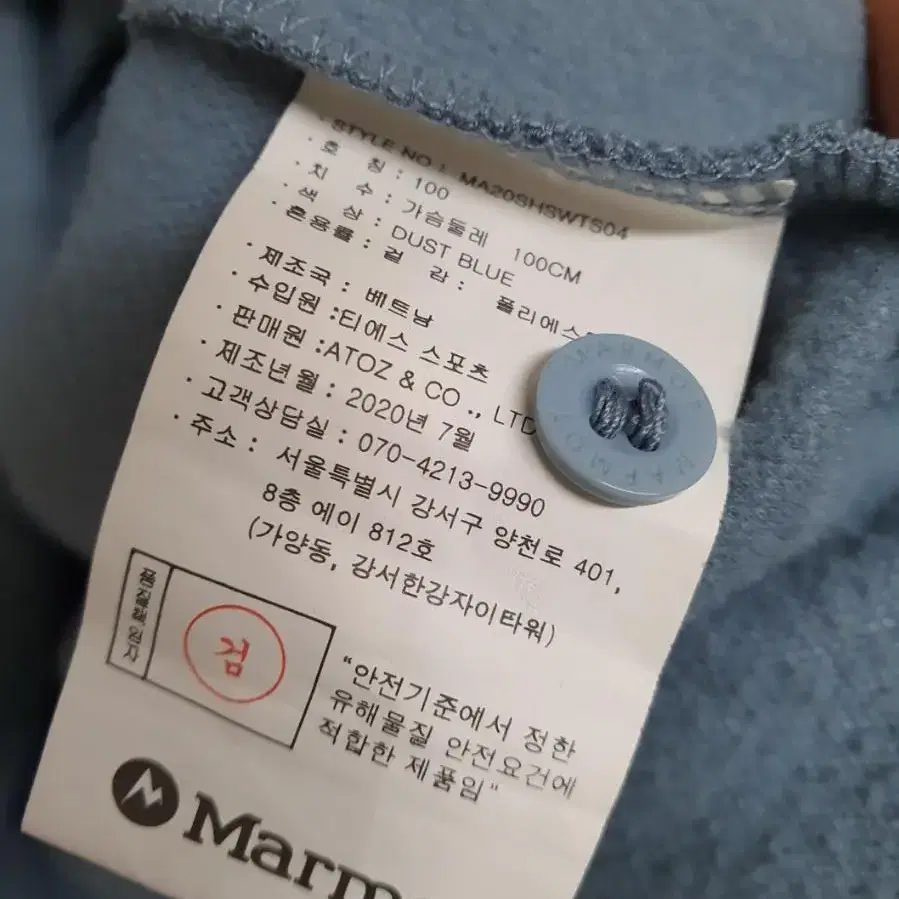 · STYLE NO. : MA20SHSWTS04
· 호 칭 : 100
· 치 수 : 가슴둘레 100CM
· 색 상 : DUST BLUE
· 혼용률 : 겉 감 : 폴리에스
· 제조국 : 베트남
· 수입원 :티에스 스포츠
· 판매원 :ATOZ & CO ., LTD
· 제조년월 : 2020년 7월
· 고객상담실 : 070-4213-9990
· 주소 : 서울특별시 강서구 양천로 401,
8층 에이 812호
(가양동, 강서한강자이타워)
검
"안전기준에서 정한
유해물질 안전요건에
적합한 제품임"
Marm
MARMOT MARMOT